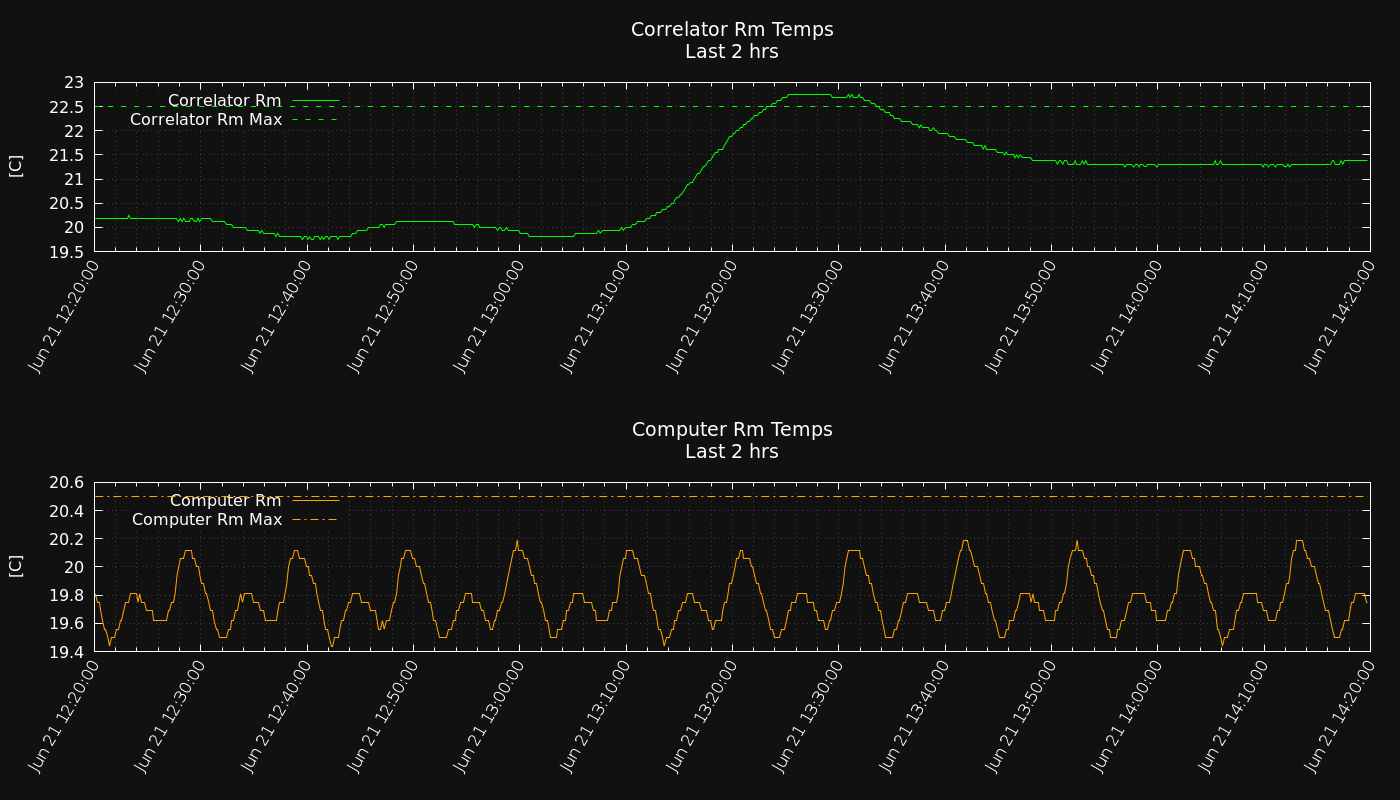 Correlator Rm Temps
Last 2 hrs
23
22.5
22
21.5
21
20.5
20
19.5
[C]
Correlator Rm
Correlator Rm Max
Jun 21 12:20:00
Jun 21 12:30:00
Jun 21 12:40:00
Jun 21 12:50:00
Jun 21 13:00:00
Jun 21 13:10:00
Jun 21 13:20:00
Jun 21 13:30:00
Jun 21 13:40:00
Jun 21 13:50:00
Jun 21 14:00:00
Jun 21 14:10:00
Jun 21 14:20:00
Computer Rm Temps
Last 2 hrs
20.6
20.4
20.2
20
19.8
19.6
19.4
[C]
Computer Rm
Computer Rm Max
Jun 21 12:20:00
Jun 21 12:30:00
Jun 21 12:40:00
Jun 21 12:50:00
Jun 21 13:00:00
Jun 21 13:10:00
Jun 21 13:20:00
Jun 21 13:30:00
Jun 21 13:40:00
Jun 21 13:50:00
Jun 21 14:00:00
Jun 21 14:10:00
Jun 21 14:20:00